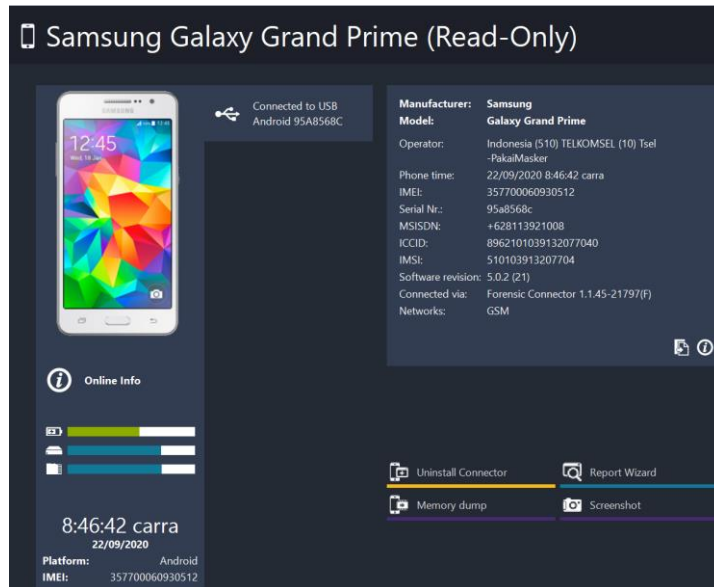 Samsung Galaxy Grand Prime (Read-Only)
SAMSUNG
12:45
Wed, 18 Jan
Connected to USB
Android 95A8568C
Manufacturer: Samsung
Model: Galaxy Grand Prime
Operator: Indonesia (510) TELKOMSEL (10) Tsel
-PakaiMasker
Phone time: 22/09/2020 8:46:42 carra
IMEI: 357700060930512
Serial Nr.: 95a8568c
MSISDN: +628113921008
ICCID: 8962101039132077040
IMSI: 510103913207704
Software revision: 5.0.2 (21)
Connected via: Forensic Connector 1.1.45-21797(F)
Networks: GSM
Online Info
Uninstall Connector
Report Wizard
Memory dump
Screenshot
8:46:42 carra
22/09/2020
Platform: Android
IMEI: 357700060930512